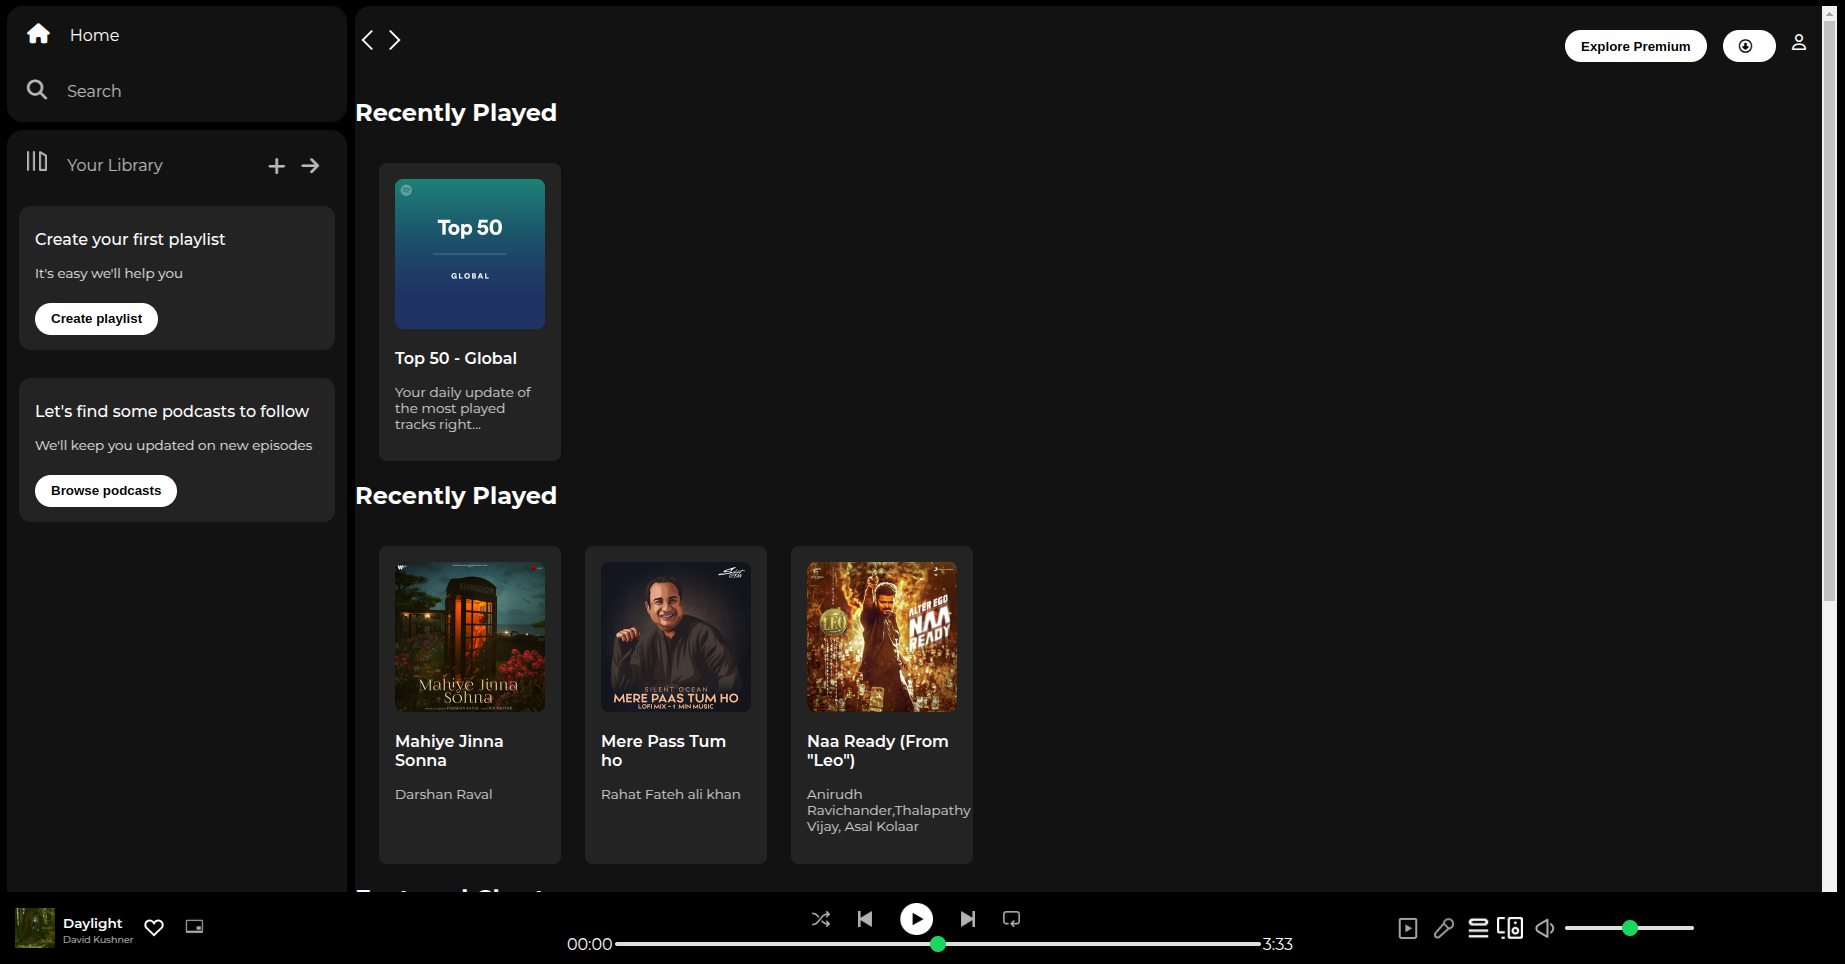 Home
Search
Your Library
Create your first playlist
It's easy we'll help you
Create playlist
Let's find some podcasts to follow
We'll keep you updated on new episodes
Browse podcasts
Explore Premium
Recently Played
Top 50
GLOBAL
Top 50 - Global
Your daily update of
the most played
tracks right...
Recently Played
Mahiye Jinna
Sohna
Mahiye Jinna
Sonna
Darshan Raval
SILENT OCEAN
MERE PAAS TUM HO
LOFI MIX - 1 MIN MUSIC
Mere Pass Tum
ho
Rahat Fateh ali khan
LEO
ALTER EGO
NAA
READY
Naa Ready (From
"Leo")
Anirudh
Ravichander,Thalapathy
Vijay, Asal Kolaar
Daylight
David Kushner
00:00
3:33